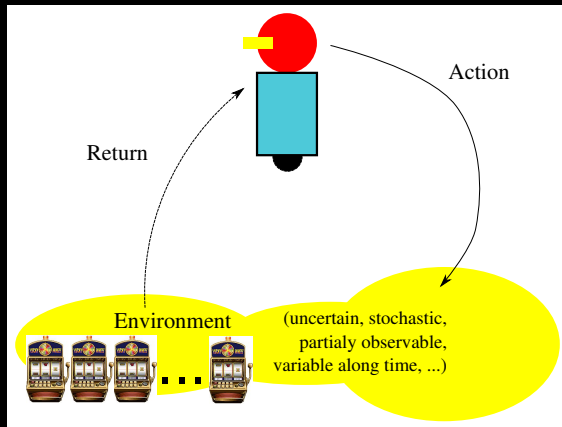 Action
Return
Environment
(uncertain, stochastic,
partialy observable,
variable along time, ...)